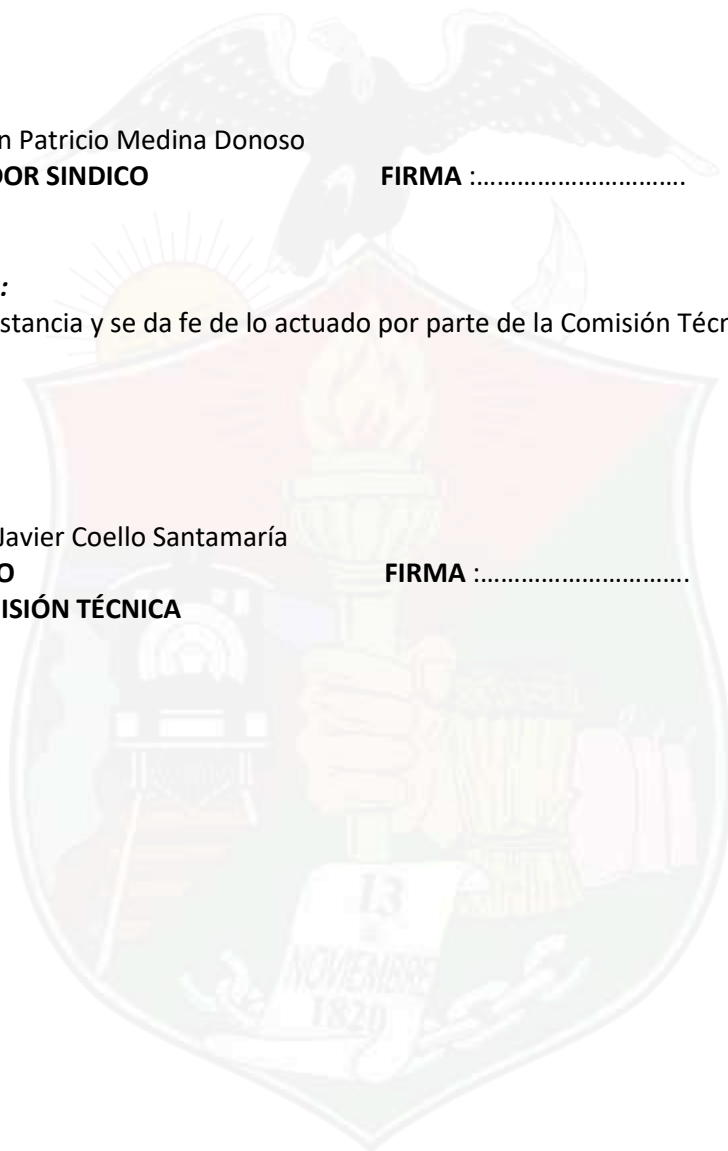 n Patricio Medina Donoso
DOR SINDICO FIRMA :…………………………….
:
stancia y se da fe de lo actuado por parte de la Comisión Técn
Javier Coello Santamaría
O FIRMA :…………………………….
ISIÓN TÉCNICA
13
NOVIEMBRE
1820